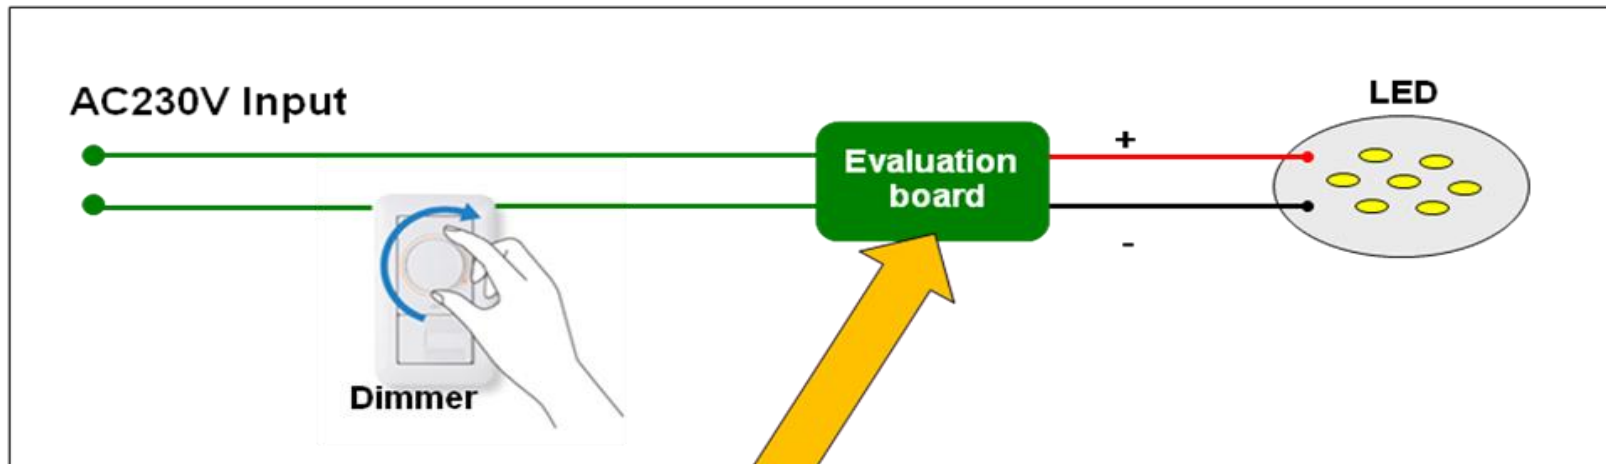 AC230V Input
LED
+
Evaluation
board
-
Dimmer